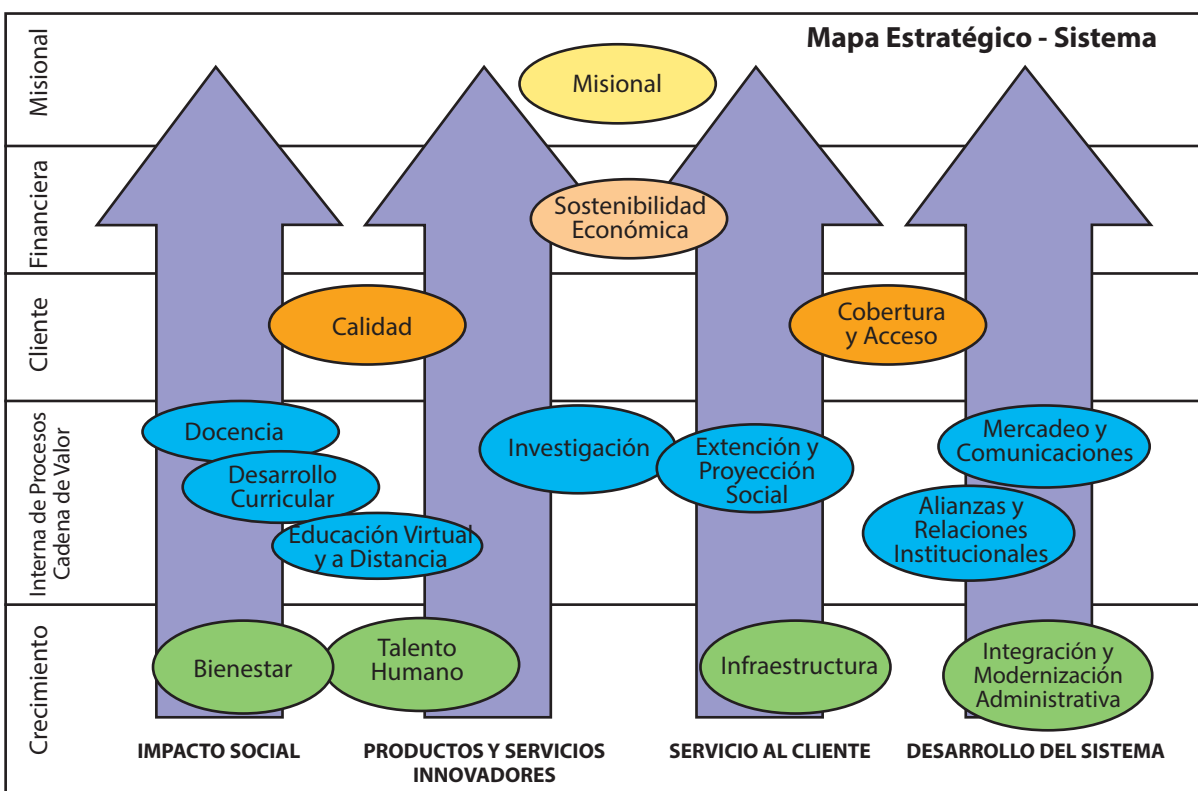 Mapa Estratégico - Sistema
Misional
Misional
Financiera
Sostenibilidad
Económica
Cliente
Calidad
Cobertura
y Acceso
Interna de Procesos
Cadena de Valor
Docencia
Desarrollo
Curricular
Educación Virtual
y a Distancia
Investigación
Extención y
Proyección
Social
Mercadeo y
Comunicaciones
Alianzas y
Relaciones
Institucionales
Crecimiento
Bienestar
Talento
Humano
Infraestructura
Integración y
Modernización
Administrativa
IMPACTO SOCIAL
PRODUCTOS Y SERVICIOS
INNOVADORES
SERVICIO AL CLIENTE
DESARROLLO DEL SISTEMA